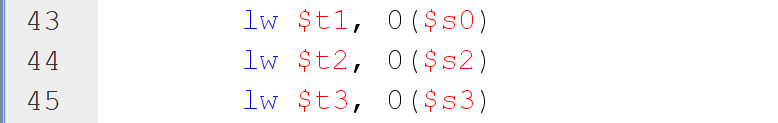 43 lw $t1, 0($s0)
44 lw $t2, 0($s2)
45 lw $t3, 0($s3)